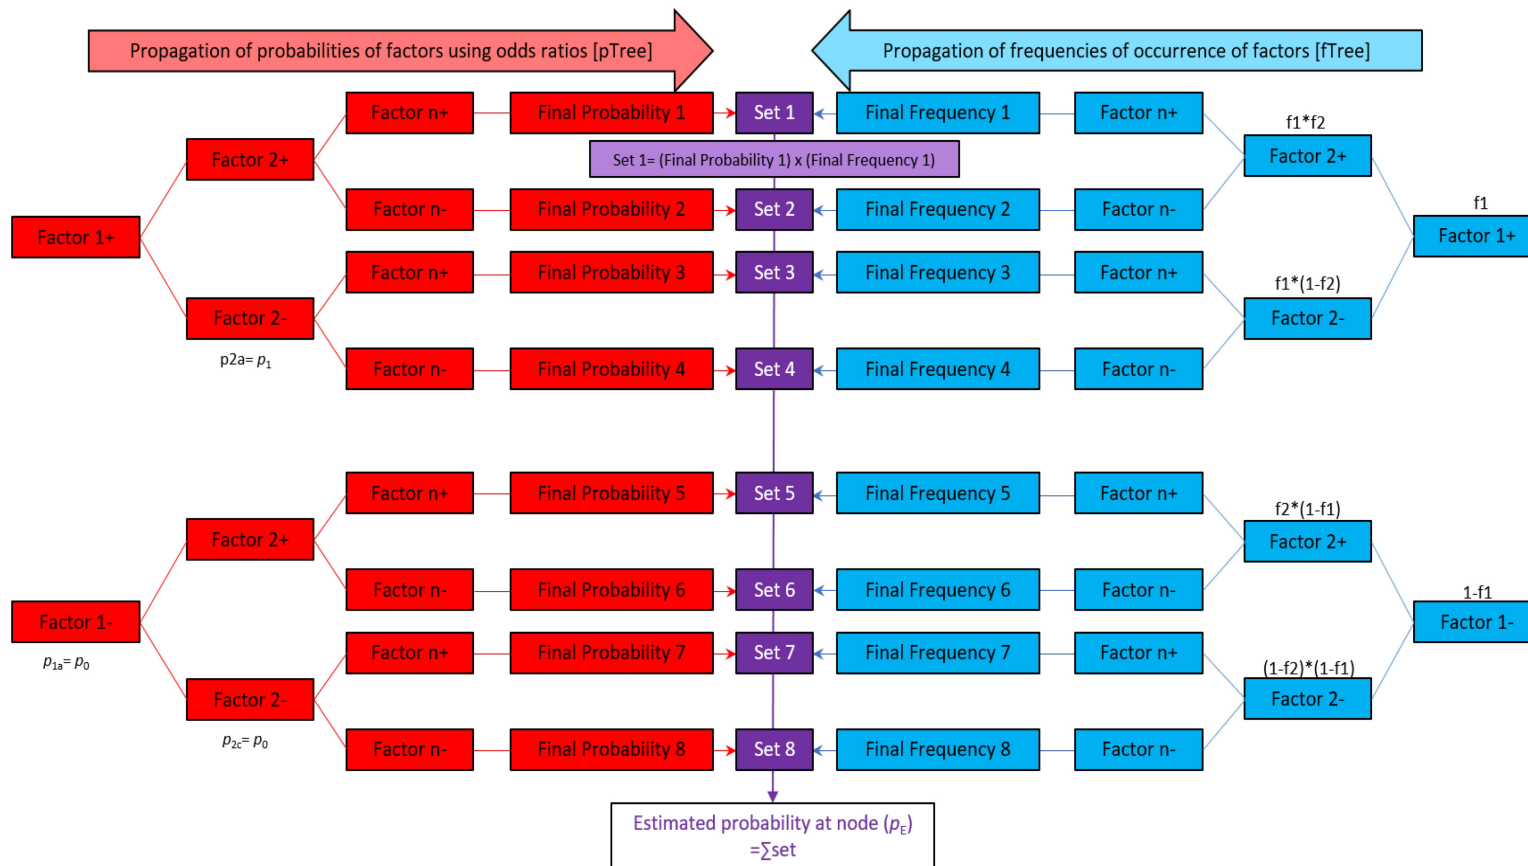 Propagation of probabilities of factors using odds ratios [pTree]
Propagation of frequencies of occurrence of factors [fTree]
Factor n+
Final Probability 1
Set 1
Final Frequency 1
Factor n+
f1*f2
Factor 2+
Set 1= (Final Probability 1) x (Final Frequency 1)
Factor 2+
Factor n-
Final Probability 2
Set 2
Final Frequency 2
Factor n-
f1
Factor 1+
Factor 1+
Factor n+
Final Probability 3
Set 3
Final Frequency 3
Factor n+
f1*(1-f2)
Factor 2-
Factor 2-
p2a= p1
Factor n-
Final Probability 4
Set 4
Final Frequency 4
Factor n-
Factor n+
Final Probability 5
Set 5
Final Frequency 5
Factor n+
f2*(1-f1)
Factor 2+
Factor 2+
Factor n-
Final Probability 6
Set 6
Final Frequency 6
Factor n-
1-f1
Factor 1-
Factor 1-
p1a= p0
Factor n+
Final Probability 7
Set 7
Final Frequency 7
Factor n+
(1-f2)*(1-f1)
Factor 2-
Factor 2-
p2c= p0
Factor n-
Final Probability 8
Set 8
Final Frequency 8
Factor n-
Estimated probability at node (pE)
=∑set